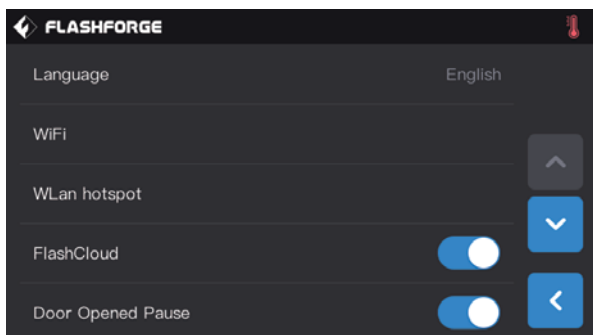 FLASHFORGE
Language English
WiFi
WLan hotspot
FlashCloud
Door Opened Pause